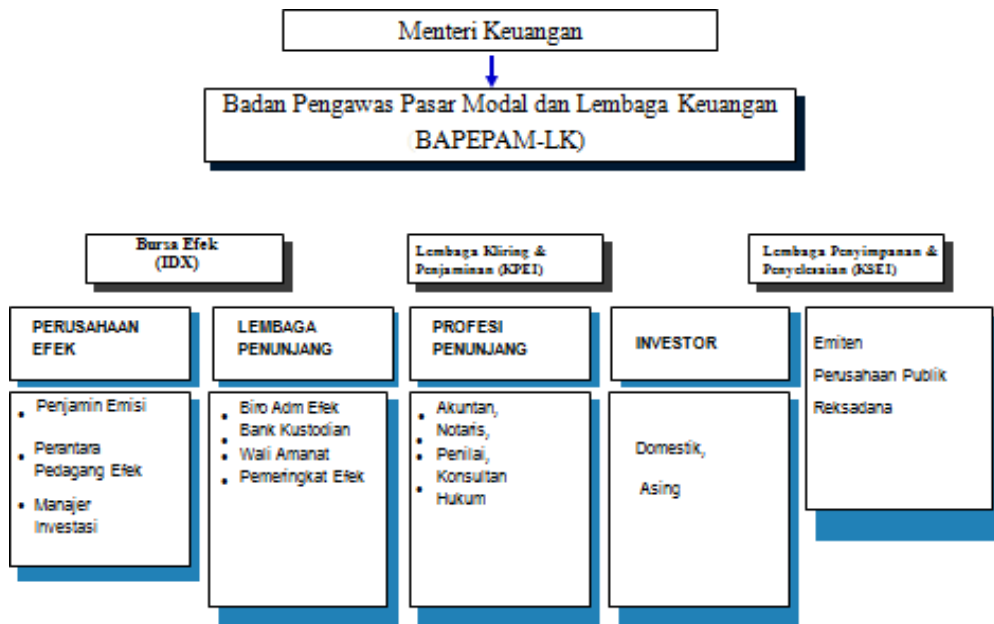 Menteri Keuangan
Badan Pengawas Pasar Modal dan Lembaga Keuangan
(BAPEPAM-LK)
Bursa Efek
(IDX)
Lembaga Kliring &
Penjaminan (KPEI)
Lembaga Penyimpanan &
Penyelesaian (KSEI)
PERUSAHAAN
EFEK
LEMBAGA
PENUNJANG
PROFESI
PENUNJANG
INVESTOR
Emiten
Perusahaan Publik
Reksadana
• Penjamin Emisi
• Perantara
Pedagang Efek
• Manajer
Investasi
• Biro Adm Efek
• Bank Kustodian
• Wali Amanat
• Pemeringkat Efek
• Akuntan,
• Notaris,
• Penilai,
• Konsultan
Hukum
Domestik,
Asing